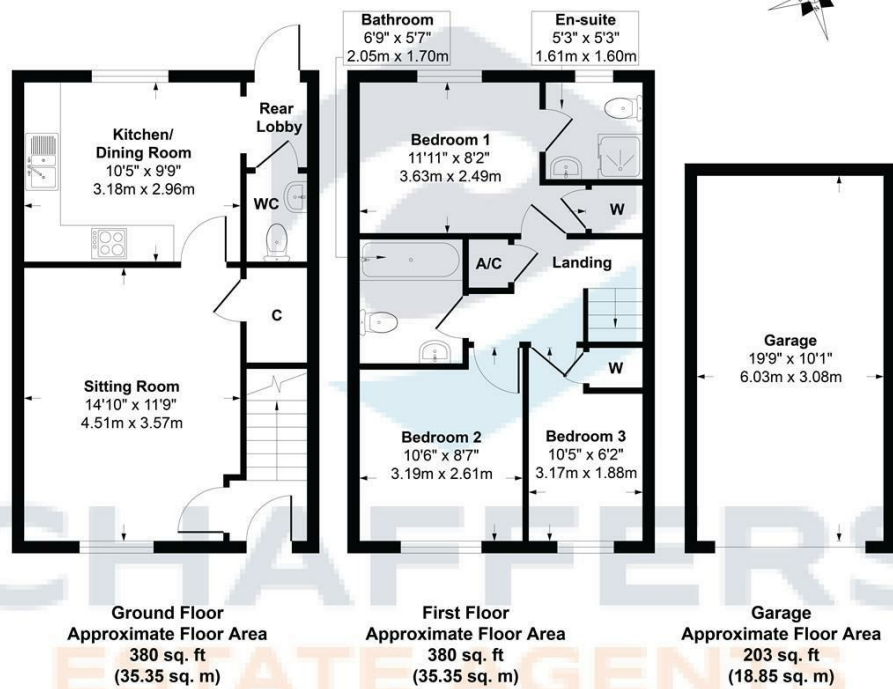 Bathroom
6'9" x 5'7"
2.05m x 1.70m
En-suite
5'3" x 5'3"
1.61m x 1.60m
Kitchen/
Dining Room
10'5" x 9'9"
3.18m x 2.96m
Rear
Lobby
WC
Sitting Room
14'10" x 11'9"
4.51m x 3.57m
C
Bedroom 1
11'11" x 8'2"
3.63m x 2.49m
W
A/C
Landing
W
Bedroom 2
10'6" x 8'7"
3.19m x 2.61m
Bedroom 3
10'5" x 6'2"
3.17m x 1.88m
Garage
19'9" x 10'1"
6.03m x 3.08m
CHAFFERS
ESTATE AGENTS
Ground Floor
Approximate Floor Area
380 sq. ft
(35.35 sq. m)
First Floor
Approximate Floor Area
380 sq. ft
(35.35 sq. m)
Garage
Approximate Floor Area
203 sq. ft
(18.85 sq. m)